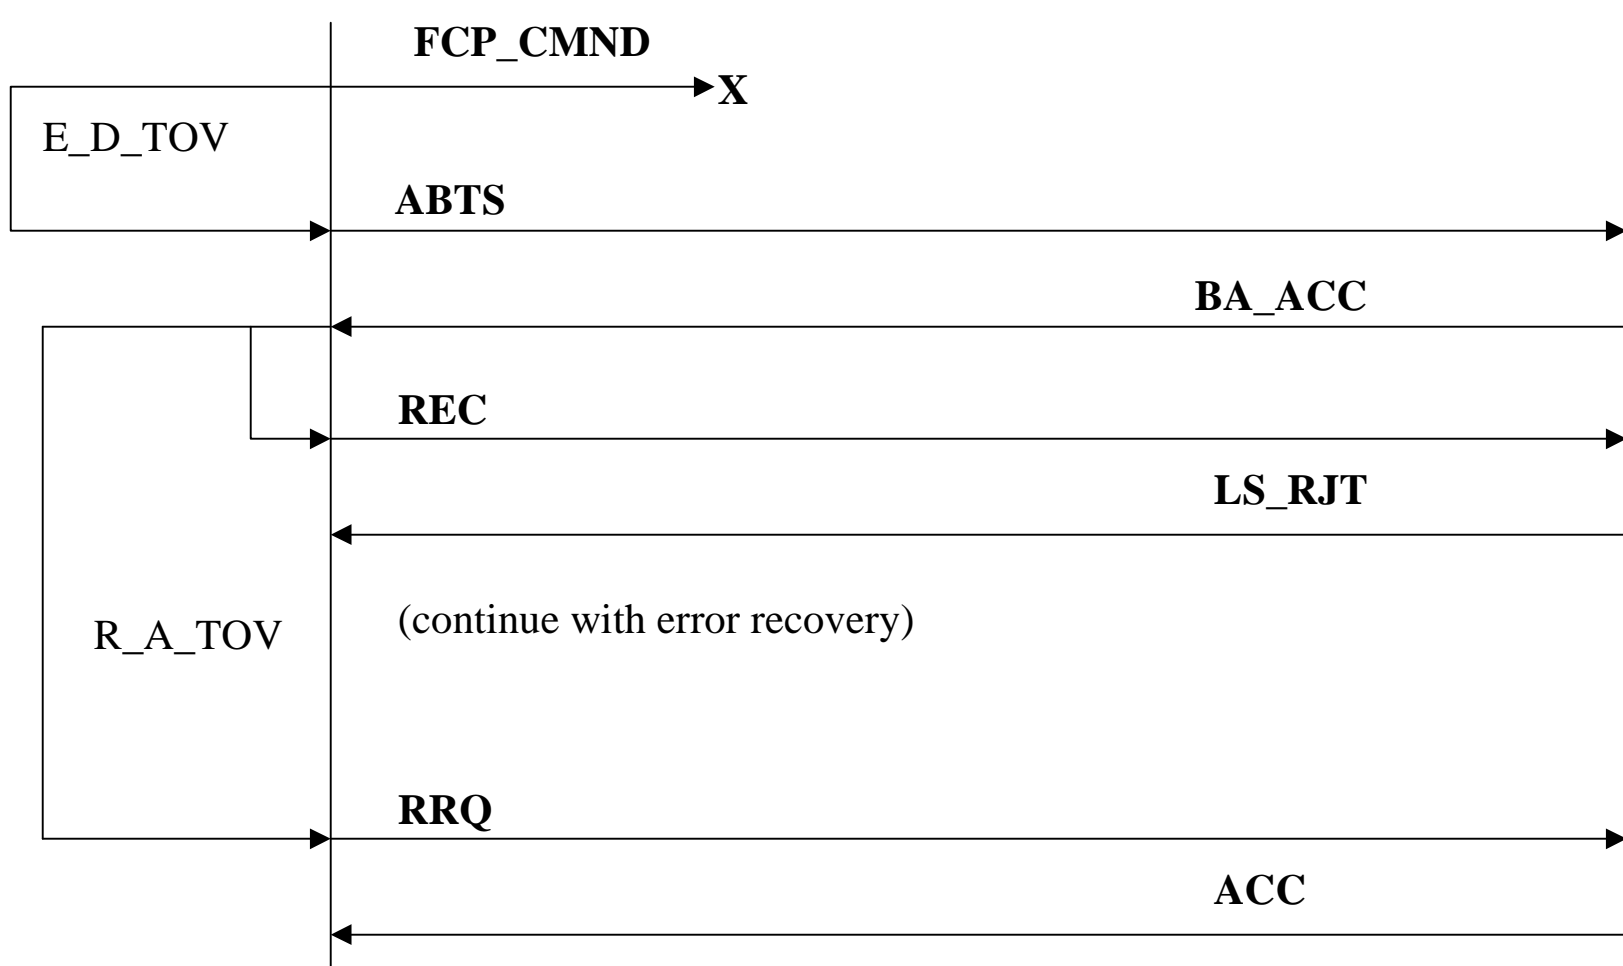 FCP_CMND
X
E_D_TOV
ABTS
BA_ACC
REC
LS_RJT
(continue with error recovery)
R_A_TOV
RRQ
ACC